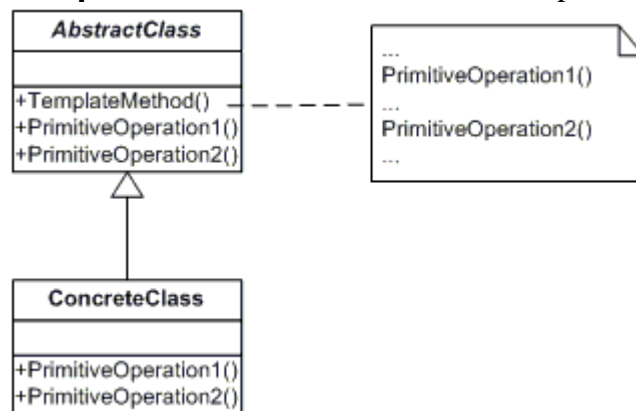 AbstractClass
+TemplateMethod()
+PrimitiveOperation1()
+PrimitiveOperation2()
...
PrimitiveOperation1()
...
PrimitiveOperation2()
...
ConcreteClass
+PrimitiveOperation1()
+PrimitiveOperation2()